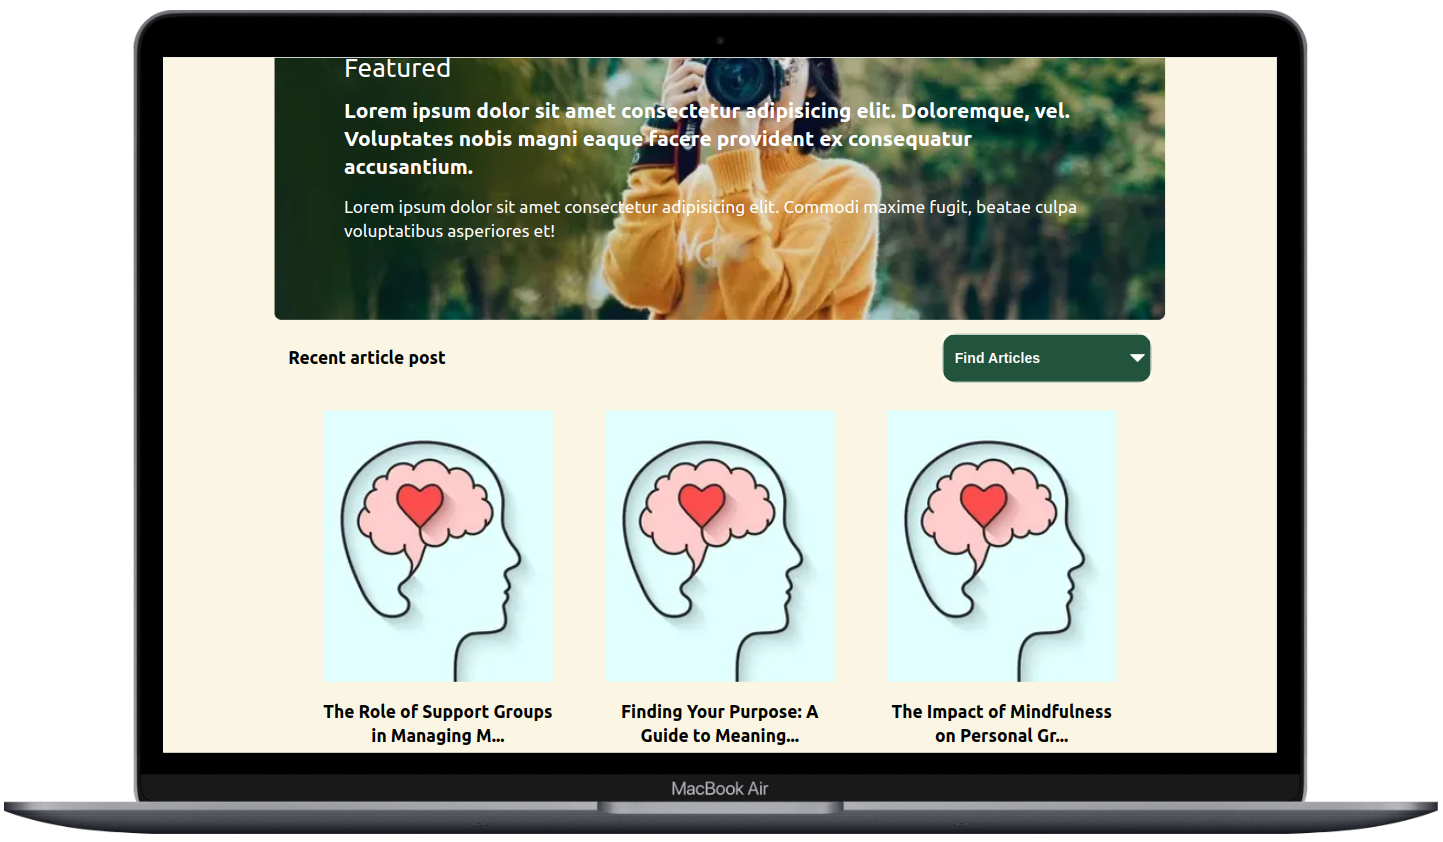 Featured
Lorem ipsum dolor sit amet consectetur adipisicing elit. Doloremque, vel.
Voluptates nobis magni eaque facere provident ex consequatur
accusantium.
Lorem ipsum dolor sit amet consectetur adipisicing elit. Commodi maxime fugit, beatae culpa
voluptatibus asperiores et!
Recent article post
Find Articles
The Role of Support Groups
in Managing M...
Finding Your Purpose: A
Guide to Meaning...
The Impact of Mindfulness
on Personal Gr...
MacBook Air